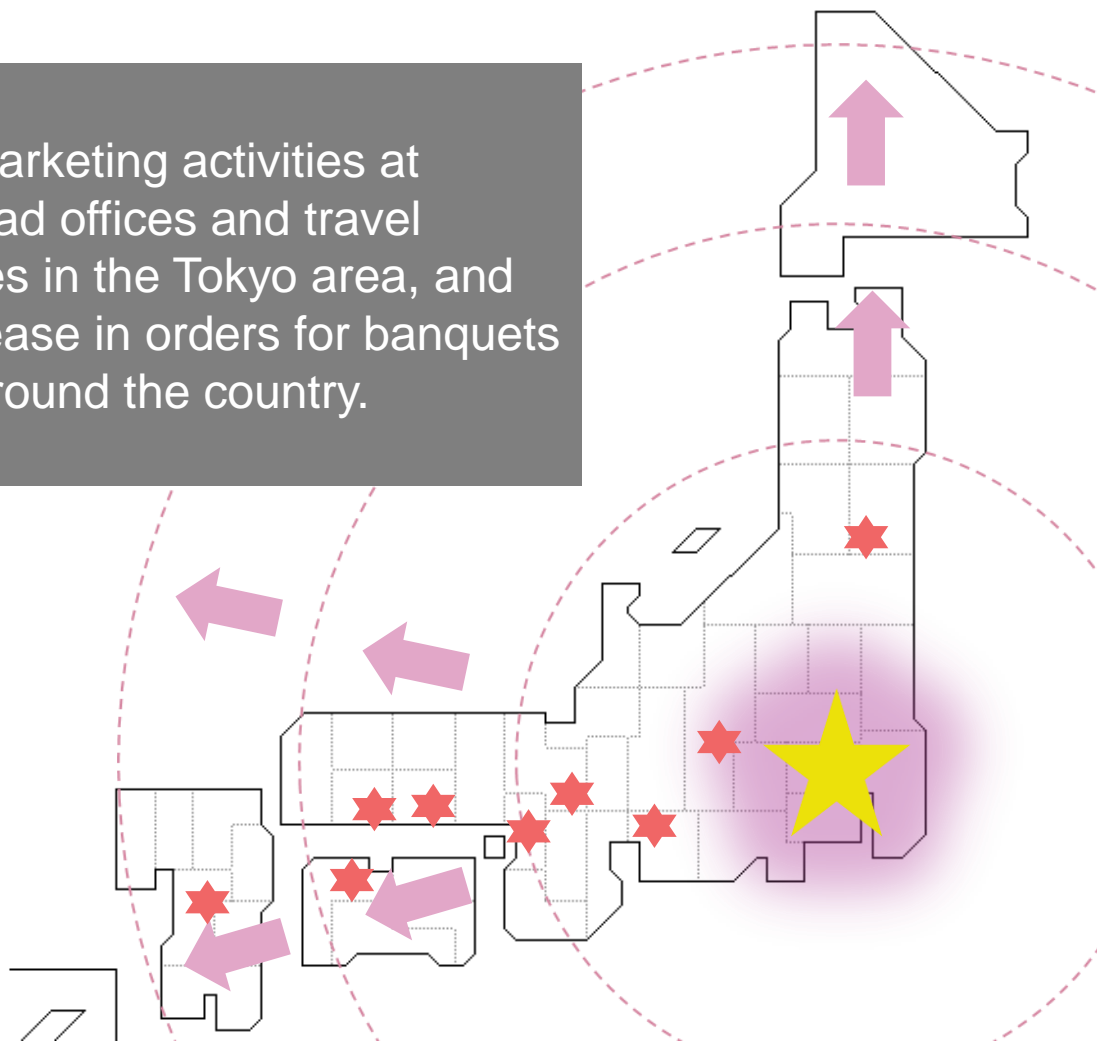 arketing activities at
ad offices and travel
es in the Tokyo area, and
ease in orders for banquets
round the country.